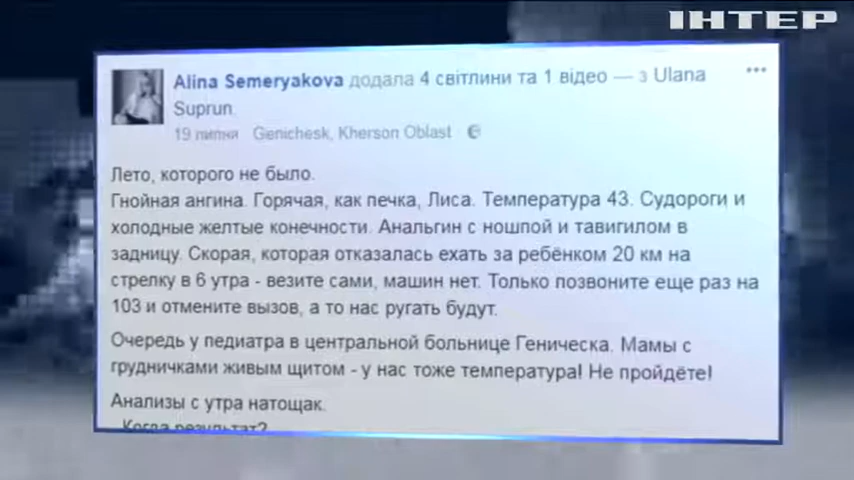 ІНТЕР
Alina Semeryakova додала 4 світлини та 1 відео — з Ulana
Suprun.
19 липня Genichesk, Kherson Oblast
Лето, которого не было.
Гнойная ангина. Горячая, как печка, Лиса. Температура 43. Судороги и
холодные желтые конечности. Анальгин с ношпой и тавигилом в
задницу. Скорая, которая отказалась ехать за ребёнком 20 км на
стрелку в 6 утра - везите сами, машин нет. Только позвоните еще раз на
103 и отмените вызов, а то нас ругать будут.
Очередь у педиатра в центральной больнице Геническа. Мамы с
грудничками живым щитом - у нас тоже температура! Не пройдёте!
Анализы с утра натощак.
Когда результат?